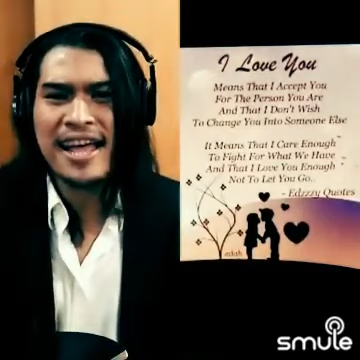 I Love You
Means That I Accept You
For The Person You Are
And That I Don't Wish
To Change You Into Someone Else
It Means That I Care Enough
To Fight For What We Have
And That I Love You Enough
Not To Let You Go..
~ Edzzzy Quotes
edith
smule